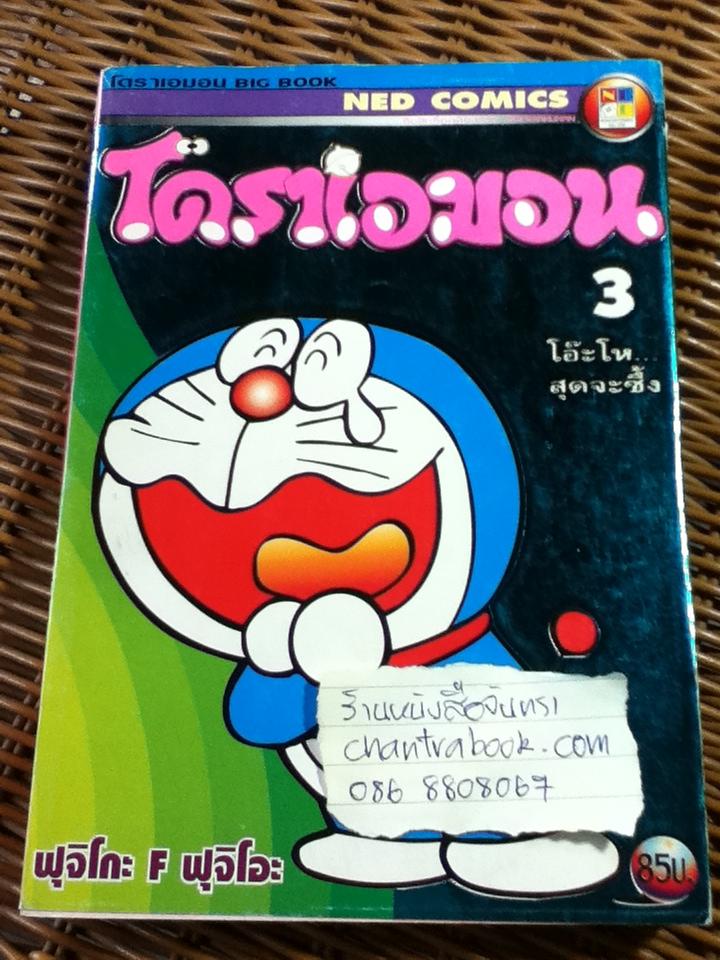 โดราเอมอน BIG BOOK
NED COMICS
โดราเอมอน
3
โอ๊ะโห...
สุดจะซึ้ง
ร้านหนังสือจันทรา
chantrabook.com
086 8808067
ฟุจิโกะ F ฟุจิโอะ
85บ.